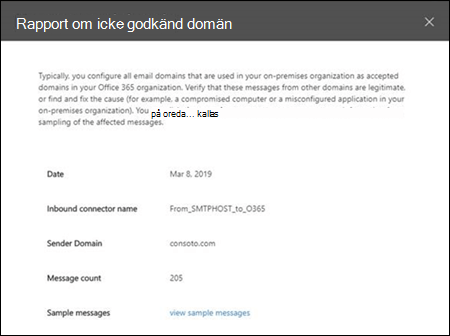 Rapport om icke godkänd domän
Typically, you configure all email domains that are used in your on-premises organization as accepted
domains in your Office 365 organization. Verify that these messages from other domains are legitimate,
or find and fix the cause (for example, a compromised computer or a misconfigured application in your
on-premises organization). You
på oreda... kallas
sampling of the affected messages.
Date Mar 8, 2019
Inbound connector name From_SMTPHOST_to_O365
Sender Domain consoto.com
Message count 205
Sample messages view sample messages